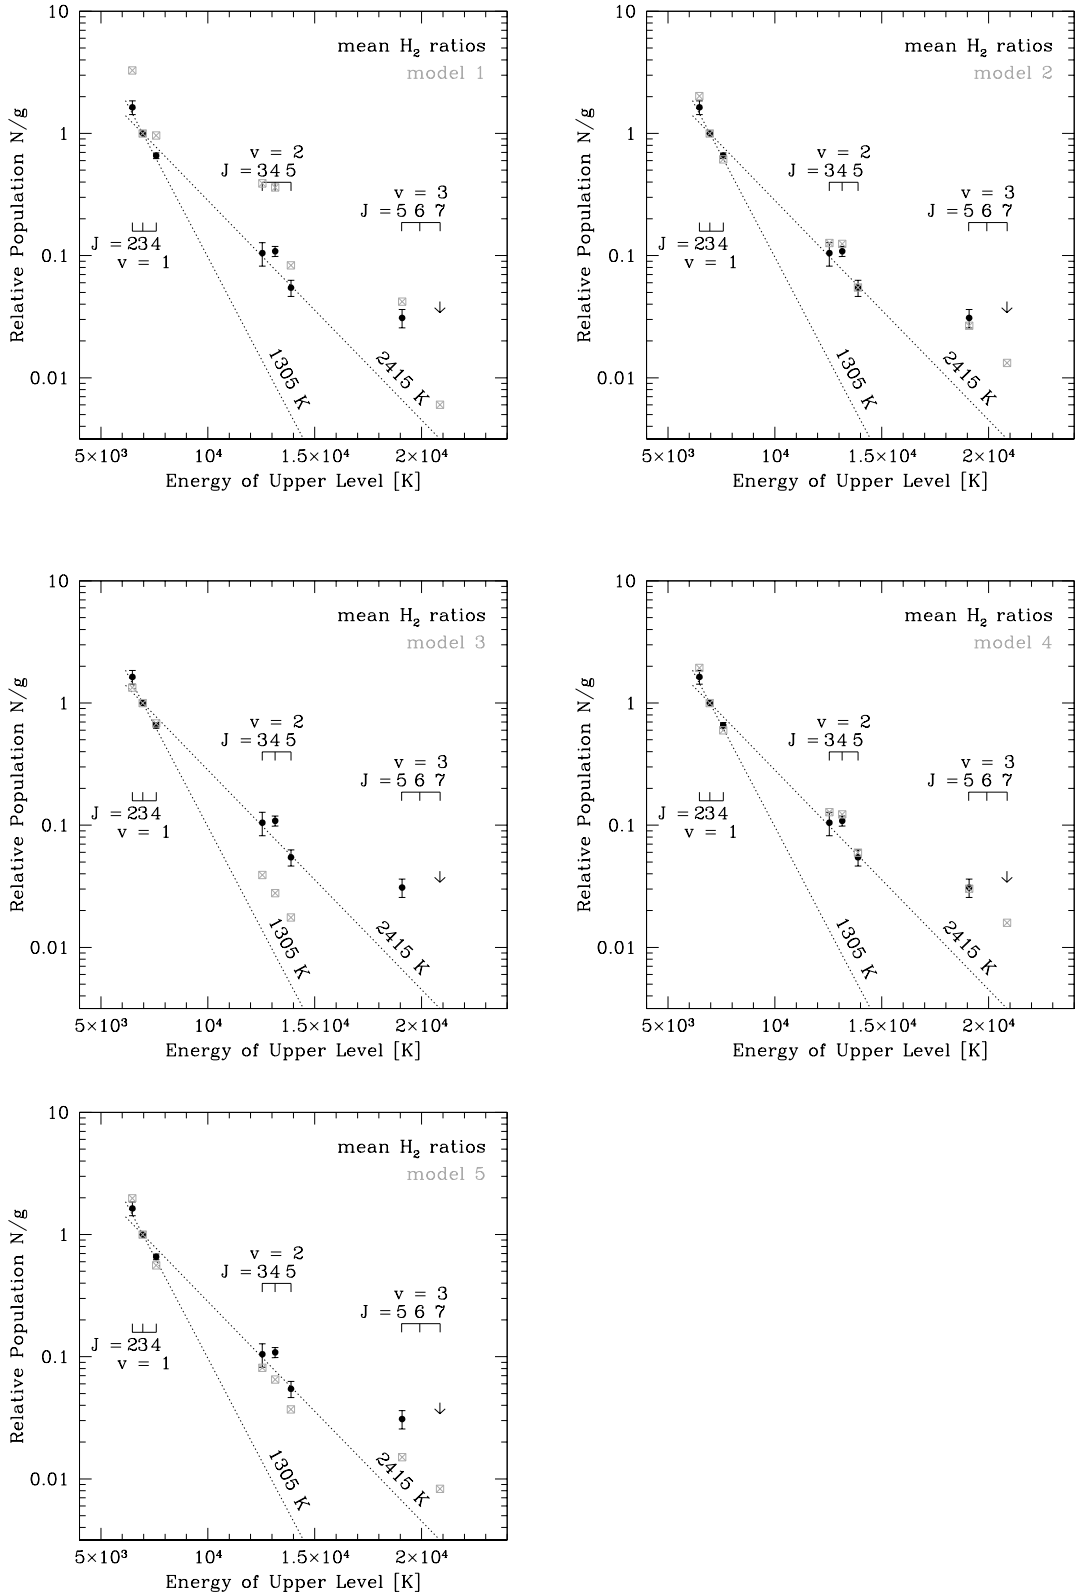 10
mean H₂ ratios
model 1
1
v = 2
J = 3 4 5
v = 3
J = 5 6 7
J = 2 3 4
v = 1
0.1
0.01
1305 K
2415 K
5×10³ 10⁴ 1.5×10⁴ 2×10⁴
Energy of Upper Level [K]
Relative Population N/g
10
mean H₂ ratios
model 2
1
v = 2
J = 3 4 5
v = 3
J = 5 6 7
J = 2 3 4
v = 1
0.1
0.01
1305 K
2415 K
5×10³ 10⁴ 1.5×10⁴ 2×10⁴
Energy of Upper Level [K]
Relative Population N/g
10
mean H₂ ratios
model 3
1
v = 2
J = 3 4 5
v = 3
J = 5 6 7
J = 2 3 4
v = 1
0.1
0.01
1305 K
2415 K
5×10³ 10⁴ 1.5×10⁴ 2×10⁴
Energy of Upper Level [K]
Relative Population N/g
10
mean H₂ ratios
model 4
1
v = 2
J = 3 4 5
v = 3
J = 5 6 7
J = 2 3 4
v = 1
0.1
0.01
1305 K
2415 K
5×10³ 10⁴ 1.5×10⁴ 2×10⁴
Energy of Upper Level [K]
Relative Population N/g
10
mean H₂ ratios
model 5
1
v = 2
J = 3 4 5
v = 3
J = 5 6 7
J = 2 3 4
v = 1
0.1
0.01
1305 K
2415 K
5×10³ 10⁴ 1.5×10⁴ 2×10⁴
Energy of Upper Level [K]
Relative Population N/g